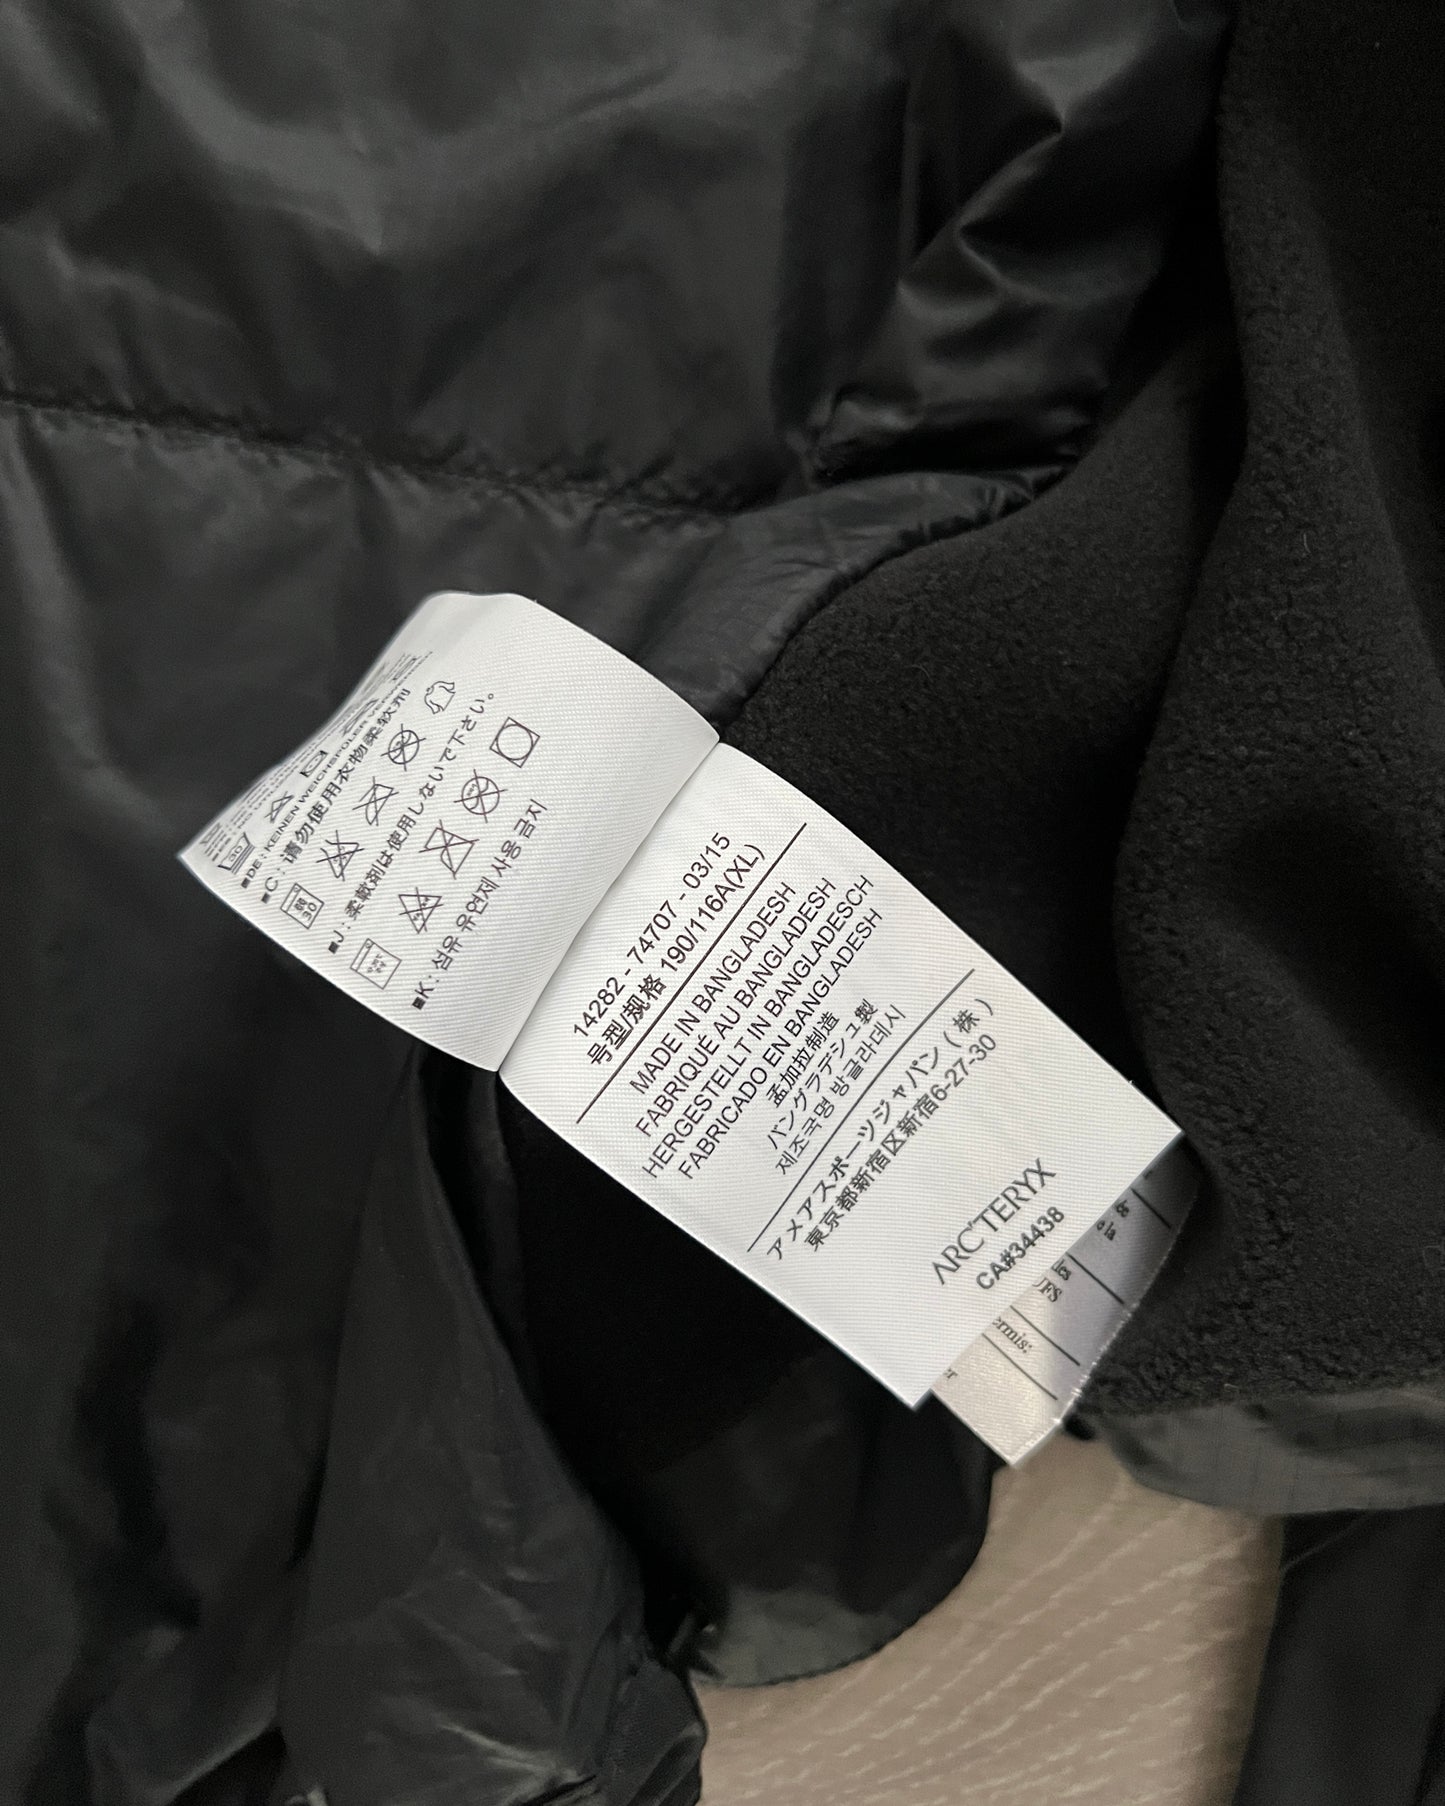 ■DE: KEINEN WEICHSPÜLER
■C: 请勿使用衣物柔软剂
■J: 柔軟剤は使用しないで下さい。
■K: 섬유 유연제 사용 금지
30
弱
30
14282 - 74707 - 03/15
号型/规格 190/116A(XL)
MADE IN BANGLADESH
FABRIQUÉ AU BANGLADESH
HERGESTELLT IN BANGLADESCH
FABRICADO EN BANGLADESH
孟加拉制造
バングラデシュ製
제조국명 방글라데시
アメアスポーツジャパン（株）
東京都新宿区新宿6-27-30
ARC'TERYX
CA#34438